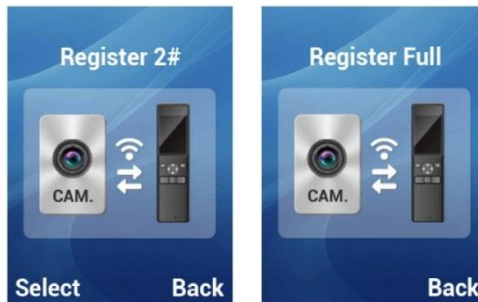 Register 2#
CAM.
Select Back
Register Full
CAM.
Back